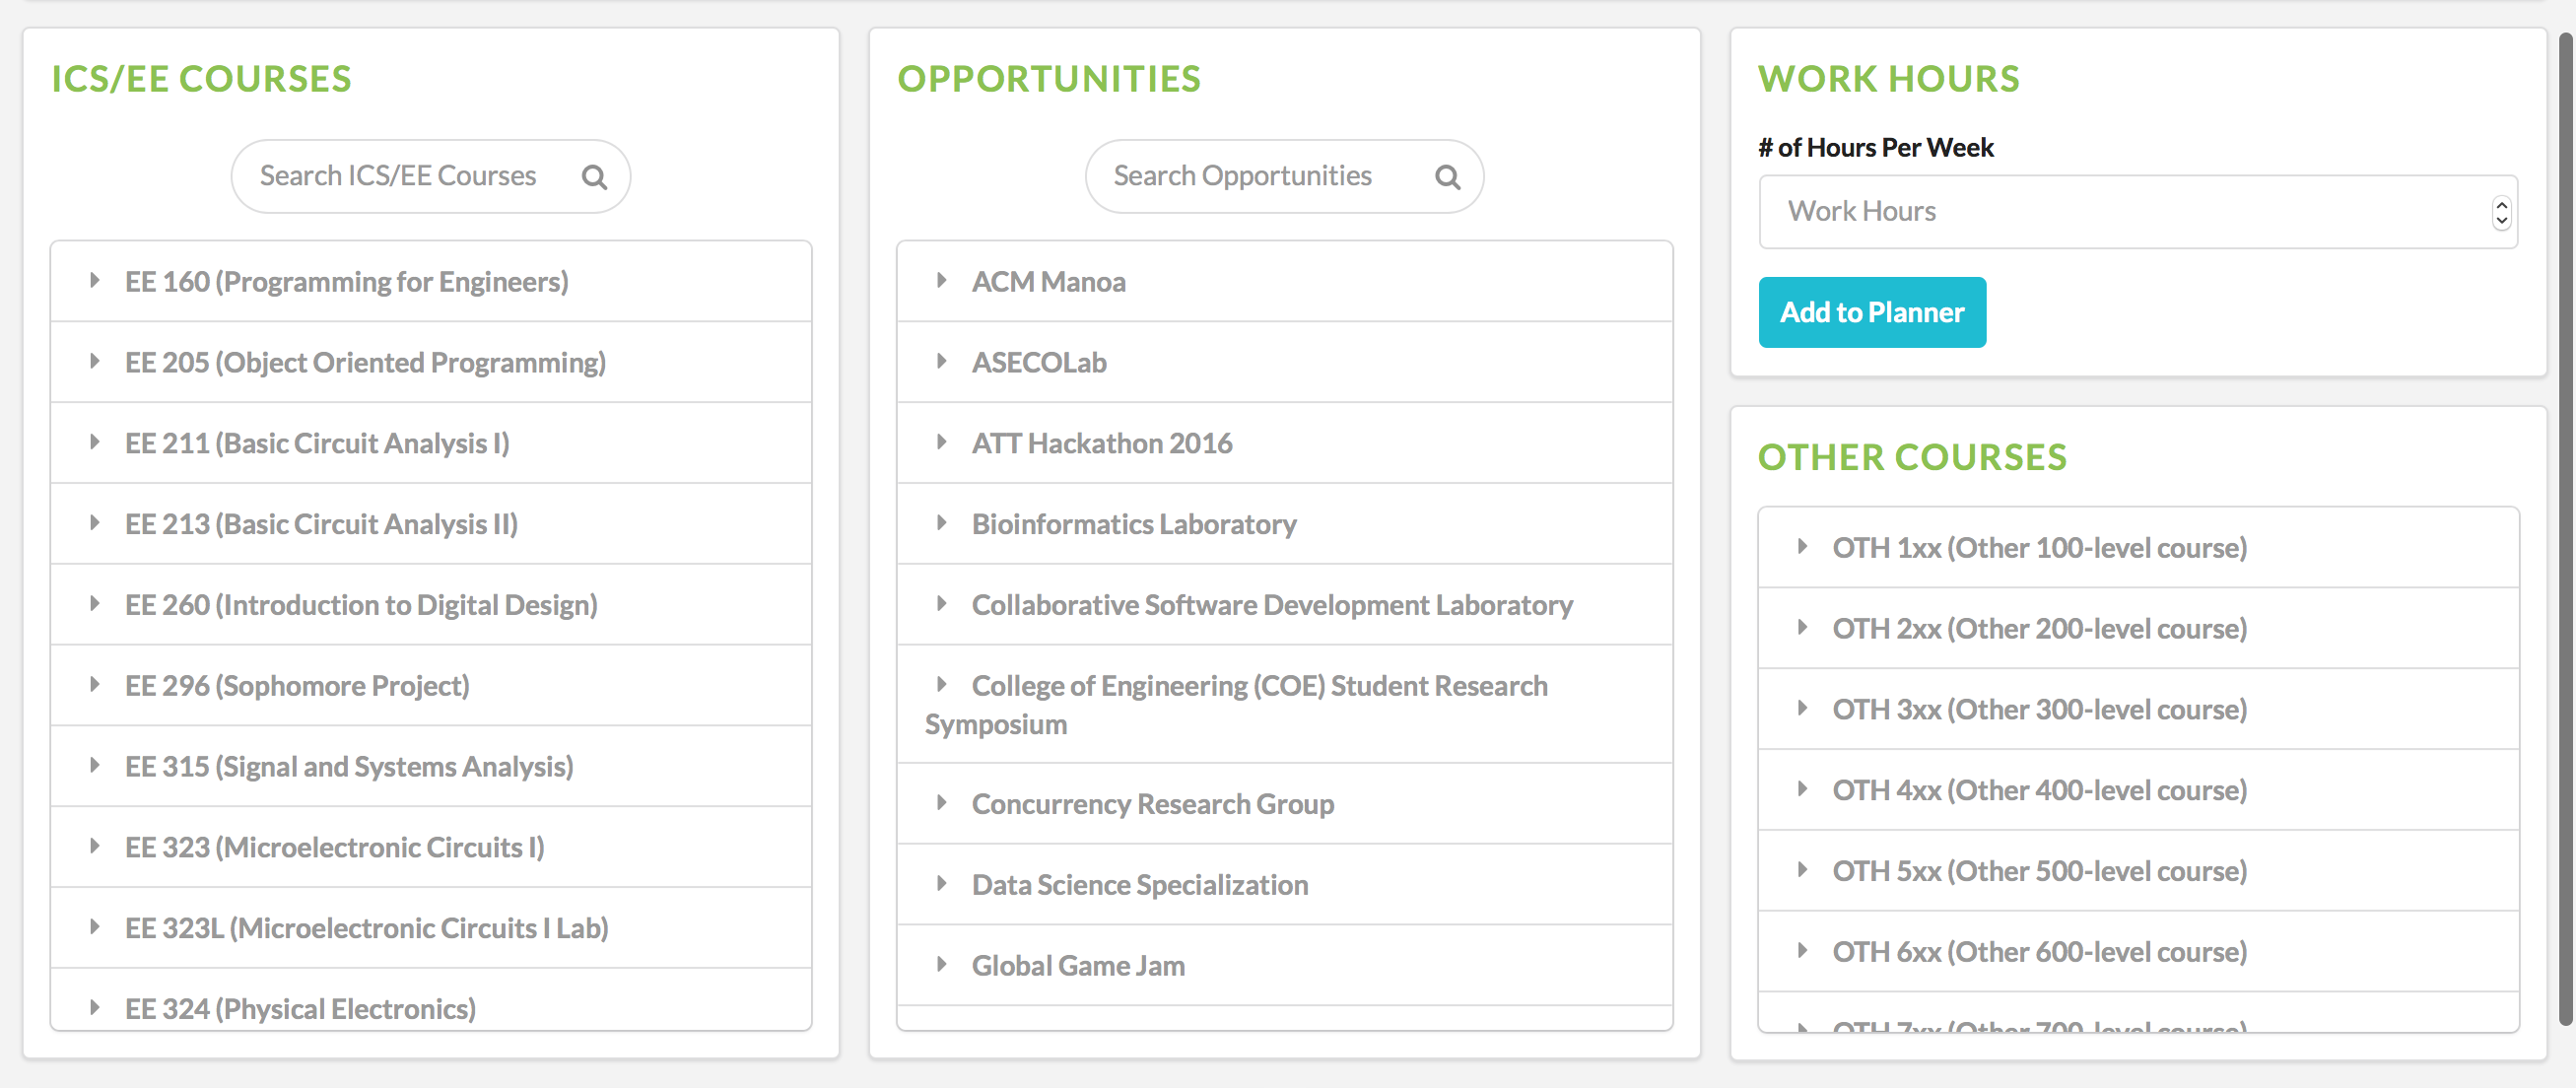 ICS/EE COURSES
Search ICS/EE Courses
EE 160 (Programming for Engineers)
EE 205 (Object Oriented Programming)
EE 211 (Basic Circuit Analysis I)
EE 213 (Basic Circuit Analysis II)
EE 260 (Introduction to Digital Design)
EE 296 (Sophomore Project)
EE 315 (Signal and Systems Analysis)
EE 323 (Microelectronic Circuits I)
EE 323L (Microelectronic Circuits I Lab)
EE 324 (Physical Electronics)
OPPORTUNITIES
Search Opportunities
ACM Manoa
ASECOLab
ATT Hackathon 2016
Bioinformatics Laboratory
Collaborative Software Development Laboratory
College of Engineering (COE) Student Research
Symposium
Concurrency Research Group
Data Science Specialization
Global Game Jam
WORK HOURS
# of Hours Per Week
Work Hours
Add to Planner
OTHER COURSES
OTH 1xx (Other 100-level course)
OTH 2xx (Other 200-level course)
OTH 3xx (Other 300-level course)
OTH 4xx (Other 400-level course)
OTH 5xx (Other 500-level course)
OTH 6xx (Other 600-level course)
OTH 7xx (Other 700-level course)